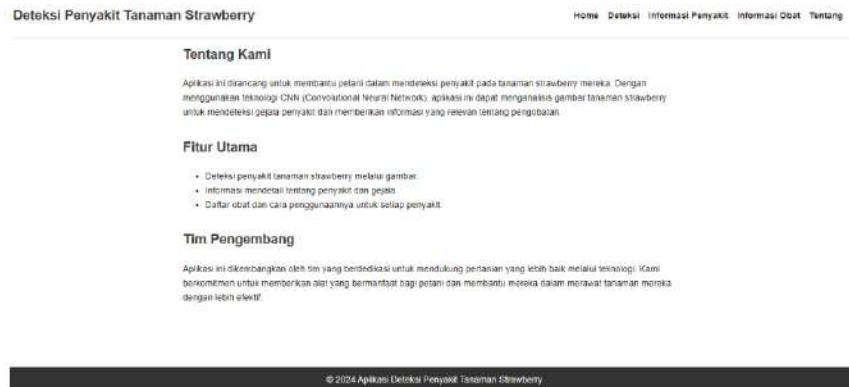 Deteksi Penyakit Tanaman Strawberry
Home Deteksi Informasi Penyakit Informasi Obat Tentang
Tentang Kami
Aplikasi ini dirancang untuk membantu petani dalam mendeteksi penyakit pada tanaman strawberry mereka. Dengan
menggunakan teknologi CNN (Convolutional Neural Network), aplikasi ini dapat menganalisis gambar tanaman strawberry
untuk mendeteksi gejala penyakit dan memberikan informasi yang relevan tentang pengobatan.
Fitur Utama
• Deteksi penyakit tanaman strawberry melalui gambar.
• Informasi mendetail tentang penyakit dan gejala.
• Daftar obat dan cara penggunaannya untuk setiap penyakit.
Tim Pengembang
Aplikasi ini dikembangkan oleh tim yang berdedikasi untuk mendukung pertanian yang lebih baik melalui teknologi. Kami
berkomitmen untuk memberikan alat yang bermanfaat bagi petani dan membantu mereka dalam merawat tanaman mereka
dengan lebih efektif.
© 2024 Aplikasi Deteksi Penyakit Tanaman Strawberry